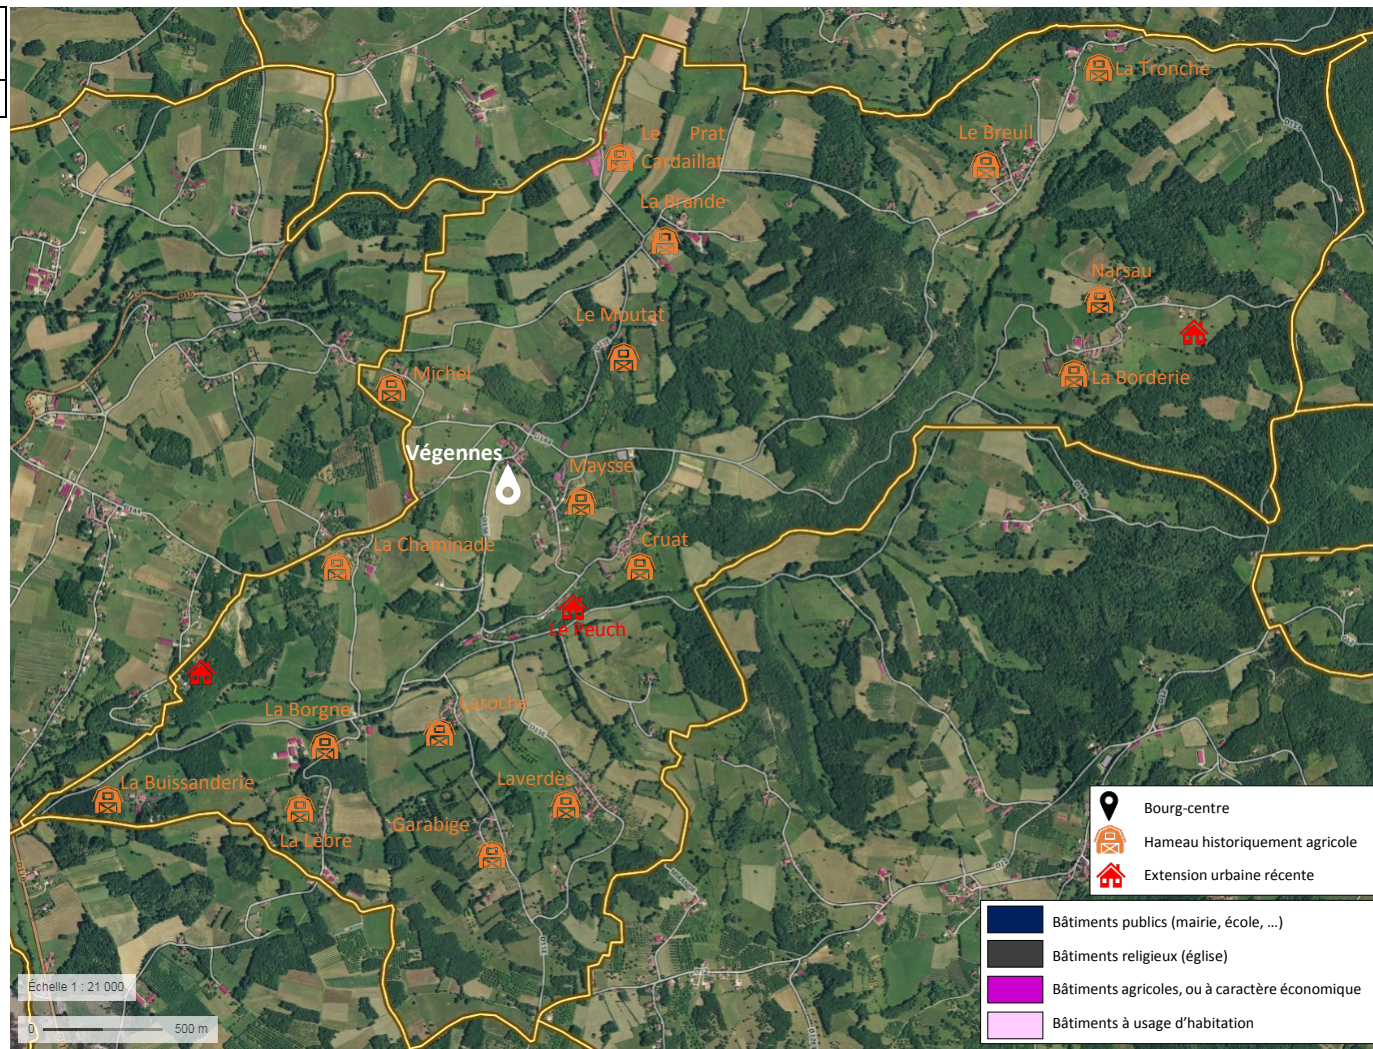 La Tronche
Le Prat
Cardaillat
Le Breuil
La Brande
Narsau
Le Moutat
Michel
La Borderie
Végennes
Maysse
La Chaminade
Cruat
Le Peuch
La Borgne
Laroche
La Buissanderie
Laverdès
Garabige
La Lèbre
Bourg-centre
Hameau historiquement agricole
Extension urbaine récente
Bâtiments publics (mairie, école, …)
Bâtiments religieux (église)
Bâtiments agricoles, ou à caractère économique
Bâtiments à usage d’habitation
Échelle 1 : 21 000
0 500 m